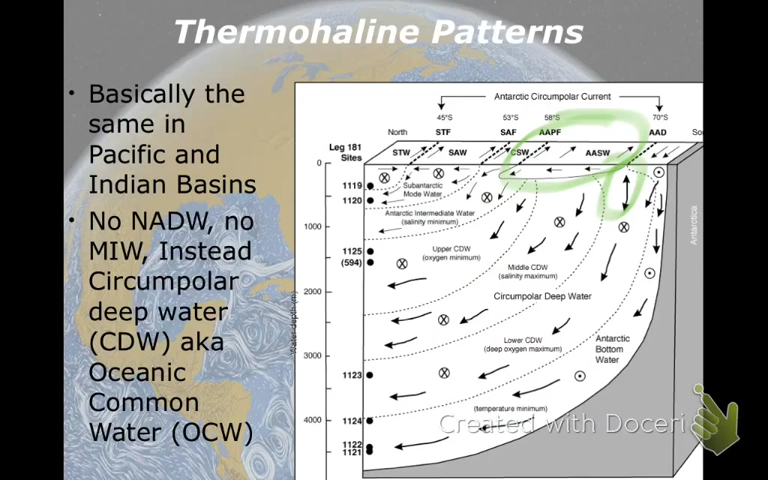 Thermohaline Patterns
• Basically the
same in
Pacific and
Indian Basins
• No NADW, no
MIW, Instead
Circumpolar
deep water
(CDW) aka
Oceanic
Common
Water (OCW)
Antarctic Circumpolar Current
45°S 53°S 58°S 70°S
North STF SAF AAPF AAD
Leg 181
Sites
STW SAW CSW AASW
0
1119
1120
Subantarctic
Mode Water
1000
Antarctic Intermediate Water
(salinity minimum)
1125
(594)
Upper CDW
(oxygen minimum)
Middle CDW
(salinity maximum)
Antarctica
2000
Circumpolar Deep Water
3000
Lower CDW
(deep oxygen maximum)
Antarctic
Bottom
Water
1123
(temperature minimum)
4000
1124
1122
1121
Created with Doceri